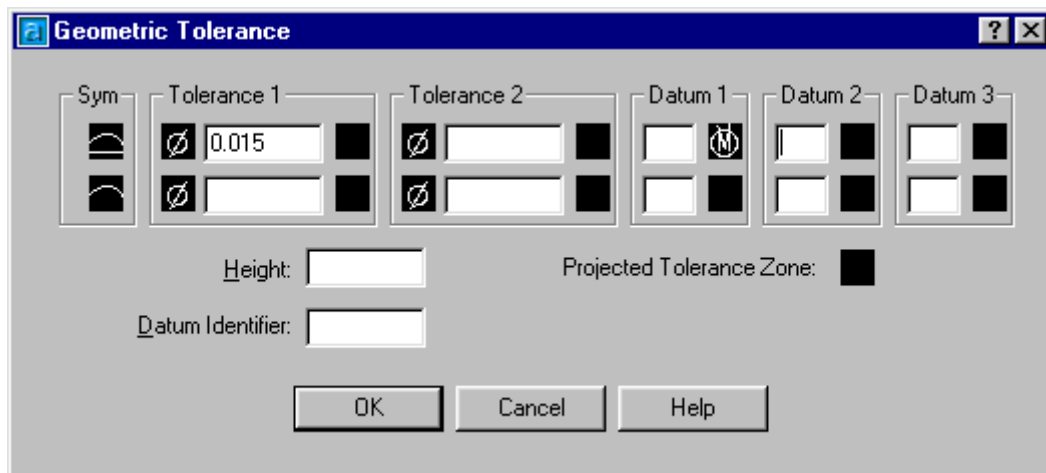 a Geometric Tolerance ? X
Sym Tolerance 1 Tolerance 2 Datum 1 Datum 2 Datum 3
Ø 0.015 Ø Ⓜ
Ø Ø
Height: Projected Tolerance Zone:
Datum Identifier:
OK Cancel Help